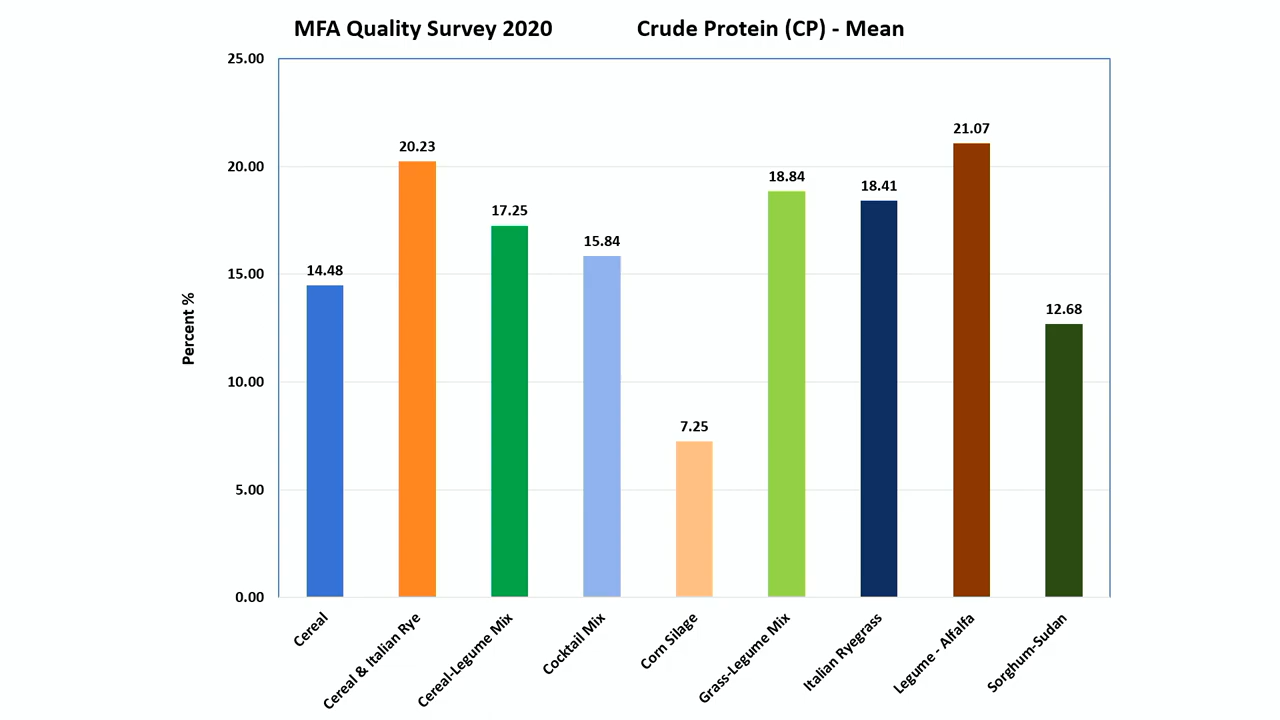 MFA Quality Survey 2020 Crude Protein (CP) - Mean
25.00
20.00
15.00
10.00
5.00
0.00
Percent %
14.48
20.23
17.25
15.84
7.25
18.84
18.41
21.07
12.68
Cereal
Cereal & Italian Rye
Cereal-Legume Mix
Cocktail Mix
Corn Silage
Grass-Legume Mix
Italian Ryegrass
Legume - Alfalfa
Sorghum-Sudan